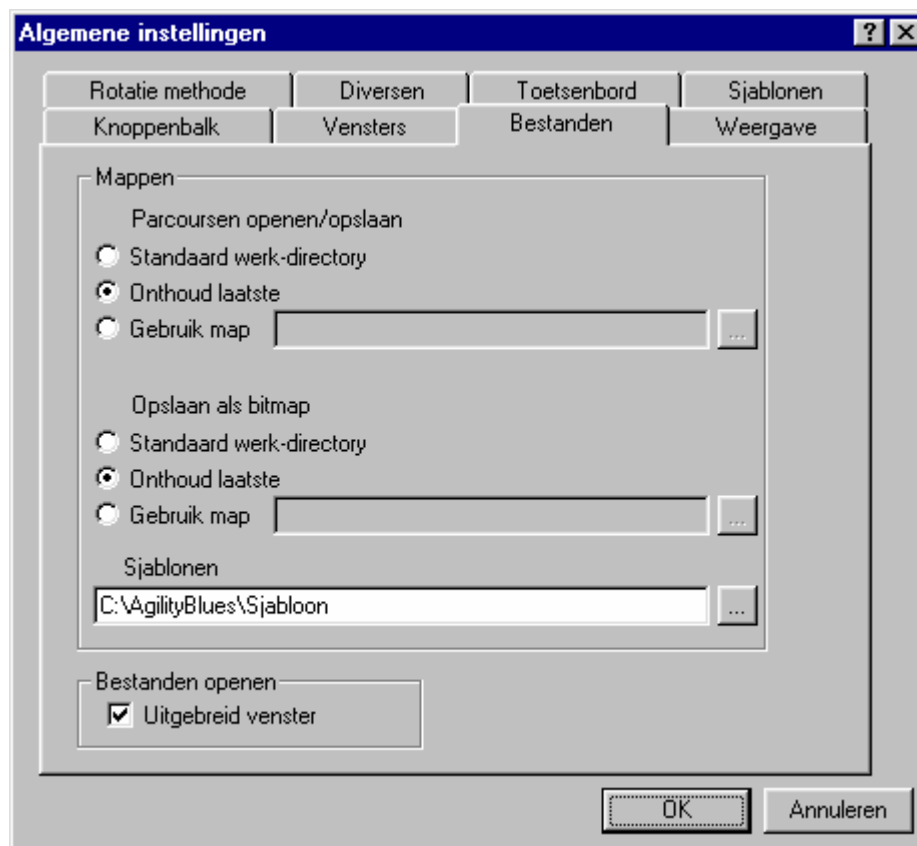 Algemene instellingen
Rotatie methode Diversen Toetsenbord Sjablonen
Knoppenbalk Vensters Bestanden Weergave
Mappen
Parcoursen openen/opslaan
Standaard werk-directory
Onthoud laatste
Gebruik map ...
Opslaan als bitmap
Standaard werk-directory
Onthoud laatste
Gebruik map ...
Sjablonen
C:\AgilityBlues\Sjabloon ...
Bestanden openen
Uitgebreid venster
OK Annuleren